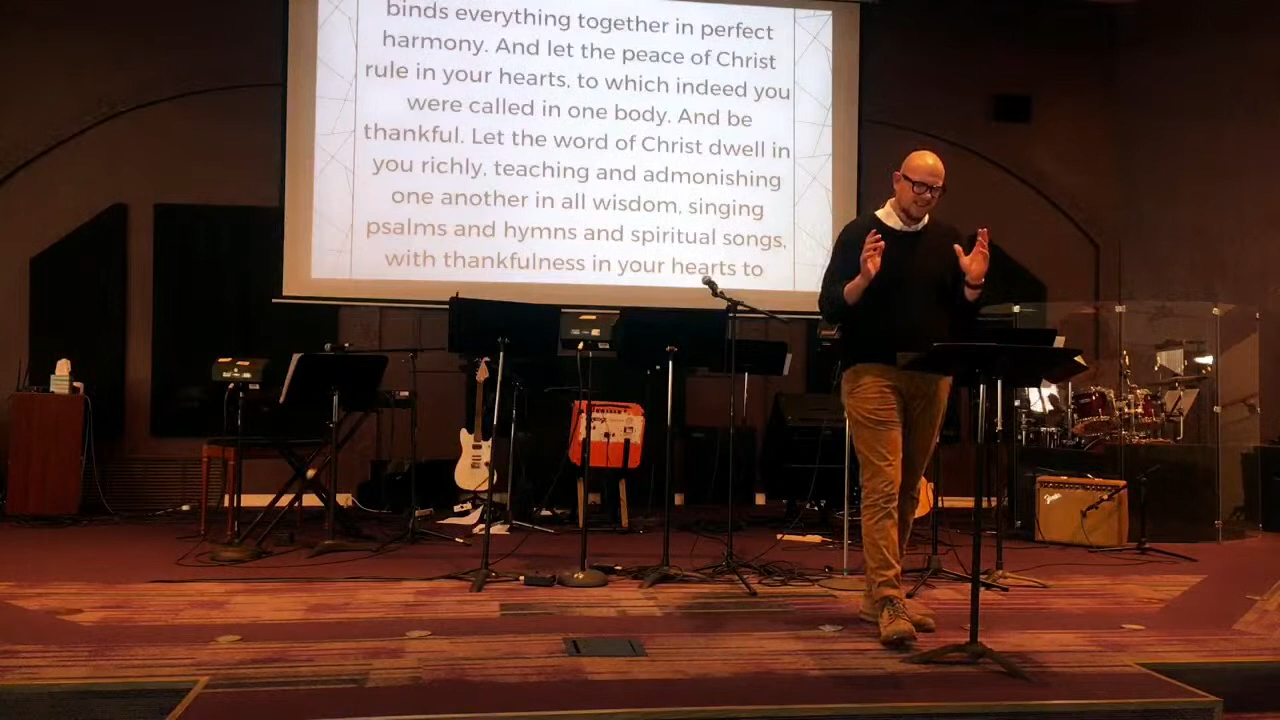 binds everything together in perfect
harmony. And let the peace of Christ
rule in your hearts, to which indeed you
were called in one body. And be
thankful. Let the word of Christ dwell in
you richly, teaching and admonishing
one another in all wisdom, singing
psalms and hymns and spiritual songs,
with thankfulness in your hearts to
Fender